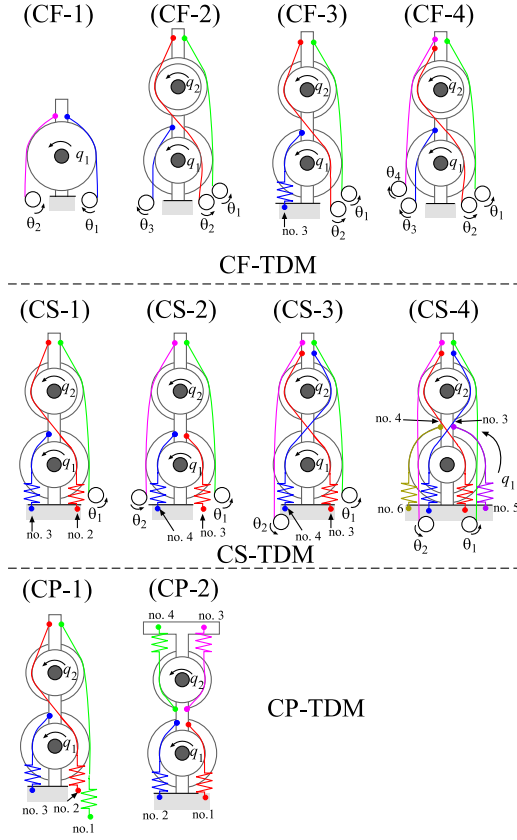 (CF-1) (CF-2) (CF-3) (CF-4)
q2 q2 q2
q1 q1 q1 q1
θ4
no. 3
θ2 θ1 θ3 θ2 θ1 θ2 θ1 θ3 θ2 θ1
CF-TDM
(CS-1) (CS-2) (CS-3) (CS-4)
q2 q2 q2 q2
no. 4 no. 3
q1 q1 q1 q1 q1
θ1 θ2 θ1 θ2 θ1
no. 3 no. 2 no. 4 no. 3 no. 4 no. 3 no. 6 no. 5
θ2 θ1
CS-TDM
(CP-1) (CP-2)
no. 4 no. 3
q2 q2
CP-TDM
q1 q1
no. 3 no. 2 no.1 no. 2 no.1